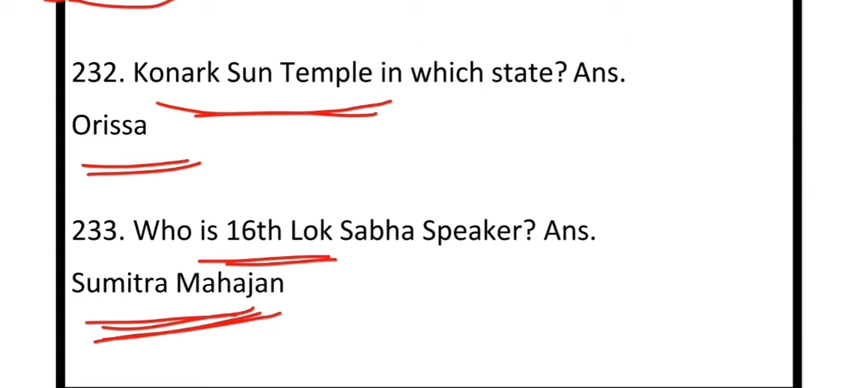 232. Konark Sun Temple in which state? Ans.
Orissa
233. Who is 16th Lok Sabha Speaker? Ans.
Sumitra Mahajan